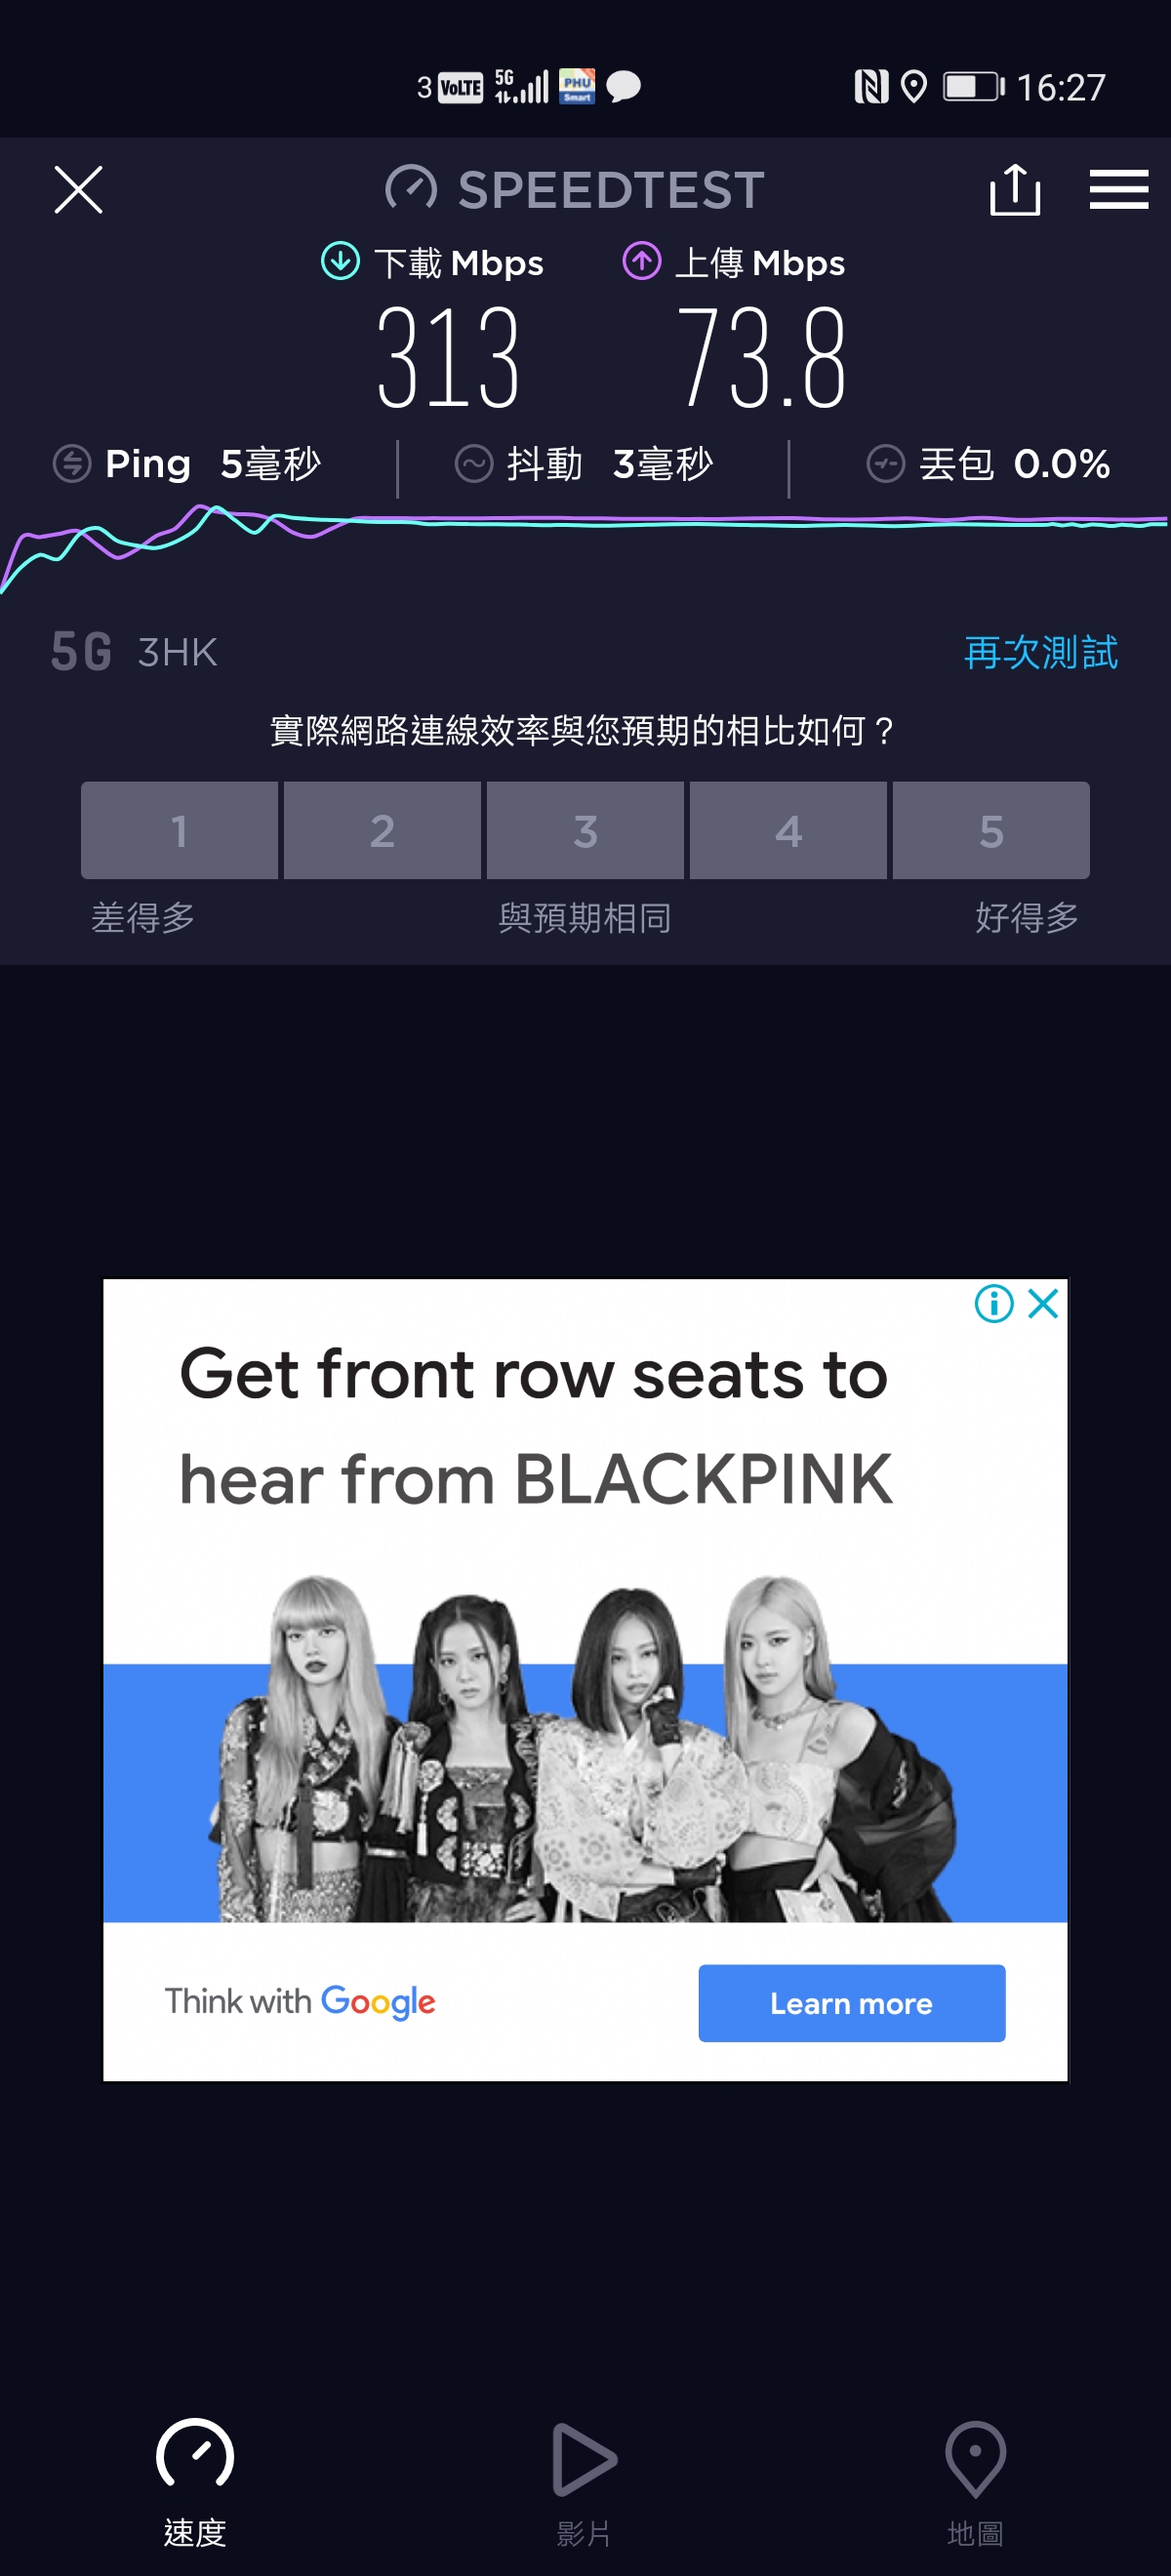 3 VoLTE 5G PHU Smart 16:27
SPEEDTEST
下載 Mbps 上傳 Mbps
313 73.8
Ping 5毫秒 抖動 3毫秒 丟包 0.0%
5G 3HK 再次測試
實際網路連線效率與您預期的相比如何？
1 2 3 4 5
差得多 與預期相同 好得多
Get front row seats to
hear from BLACKPINK
Think with Google Learn more
速度 影片 地圖